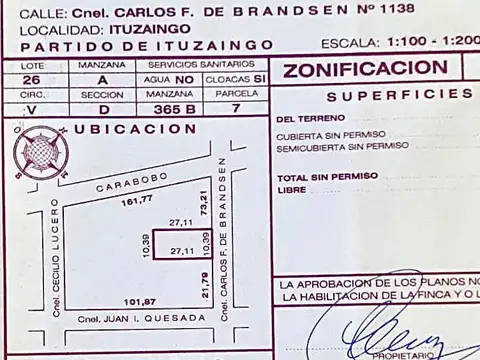 CALLE: Cnel. CARLOS F. DE BRANDSEN Nº 1138
LOCALIDAD: ITUZAINGO
PARTIDO DE ITUZAINGO
ESCALA: 1:100 - 1:200
LOTE MANZANA SERVICIOS SANITARIOS
26 A AGUA NO CLOACAS SI
CIRC. SECCION MANZANA PARCELA
V D 365 B 7
ZONIFICACION
SUPERFICIES
DEL TERRENO
CUBIERTA SIN PERMISO
SEMICUBIERTA SIN PERMISO
TOTAL SIN PERMISO
LIBRE
UBICACION
CARABOBO
161,77
73,21
27,11
10,39
27,11
10,39
21,79
101,87
Cnel. CECILIO LUCERO
Cnel. CARLOS F. DE BRANDSEN
Cnel. JUAN I. QUESADA
LA APROBACION DE LOS PLANOS NO
LA HABILITACION DE LA FINCA Y O L
PROPIETARIO